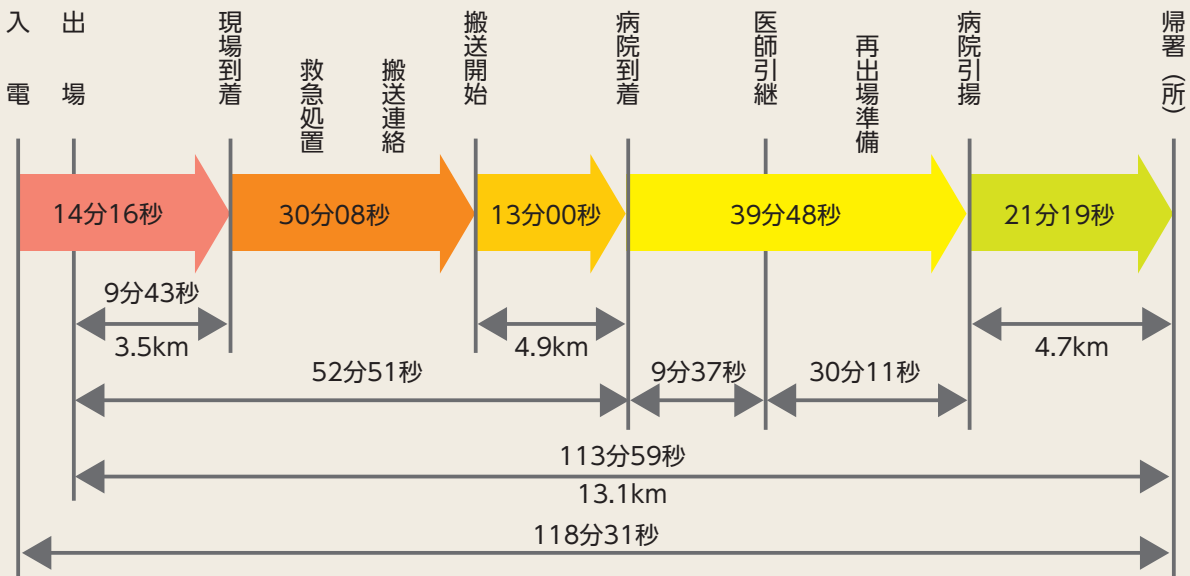 入電
出場
現場到着
救急処置
搬送連絡
搬送開始
病院到着
医師引継
再出場準備
病院引揚
帰署（所）
14分16秒
30分08秒
13分00秒
39分48秒
21分19秒
9分43秒
3.5km
4.9km
4.7km
52分51秒
9分37秒
30分11秒
113分59秒
13.1km
118分31秒